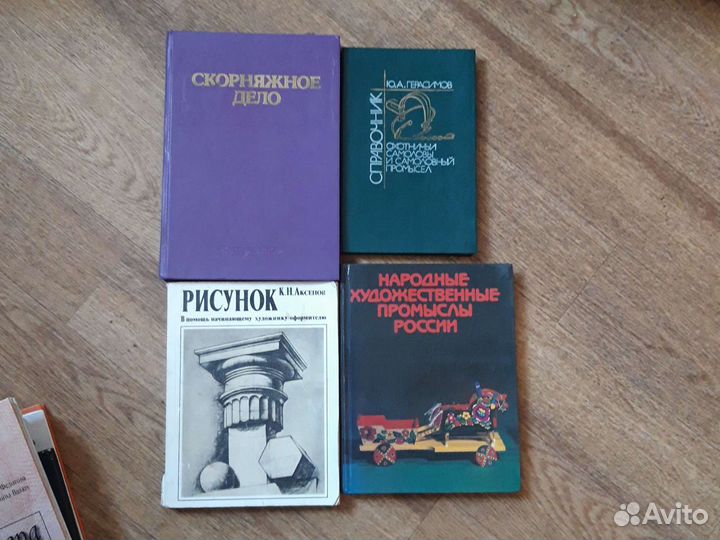 СКОРНЯЖНОЕ
ДЕЛО
Ю.А.ГЕРАСИМОВ
СПРАВОЧНИК
ОХОТНИЧЬИ
САМОЛОВЫ
И САМОЛОВНЫЙ
ПРОМЫСЕЛ
РИСУНОК
К.Н.АКСЕНОВ
В помощь начинающему художнику-оформителю
НАРОДНЫЕ
ХУДОЖЕСТВЕННЫЕ
ПРОМЫСЛЫ
РОССИИ
Avito